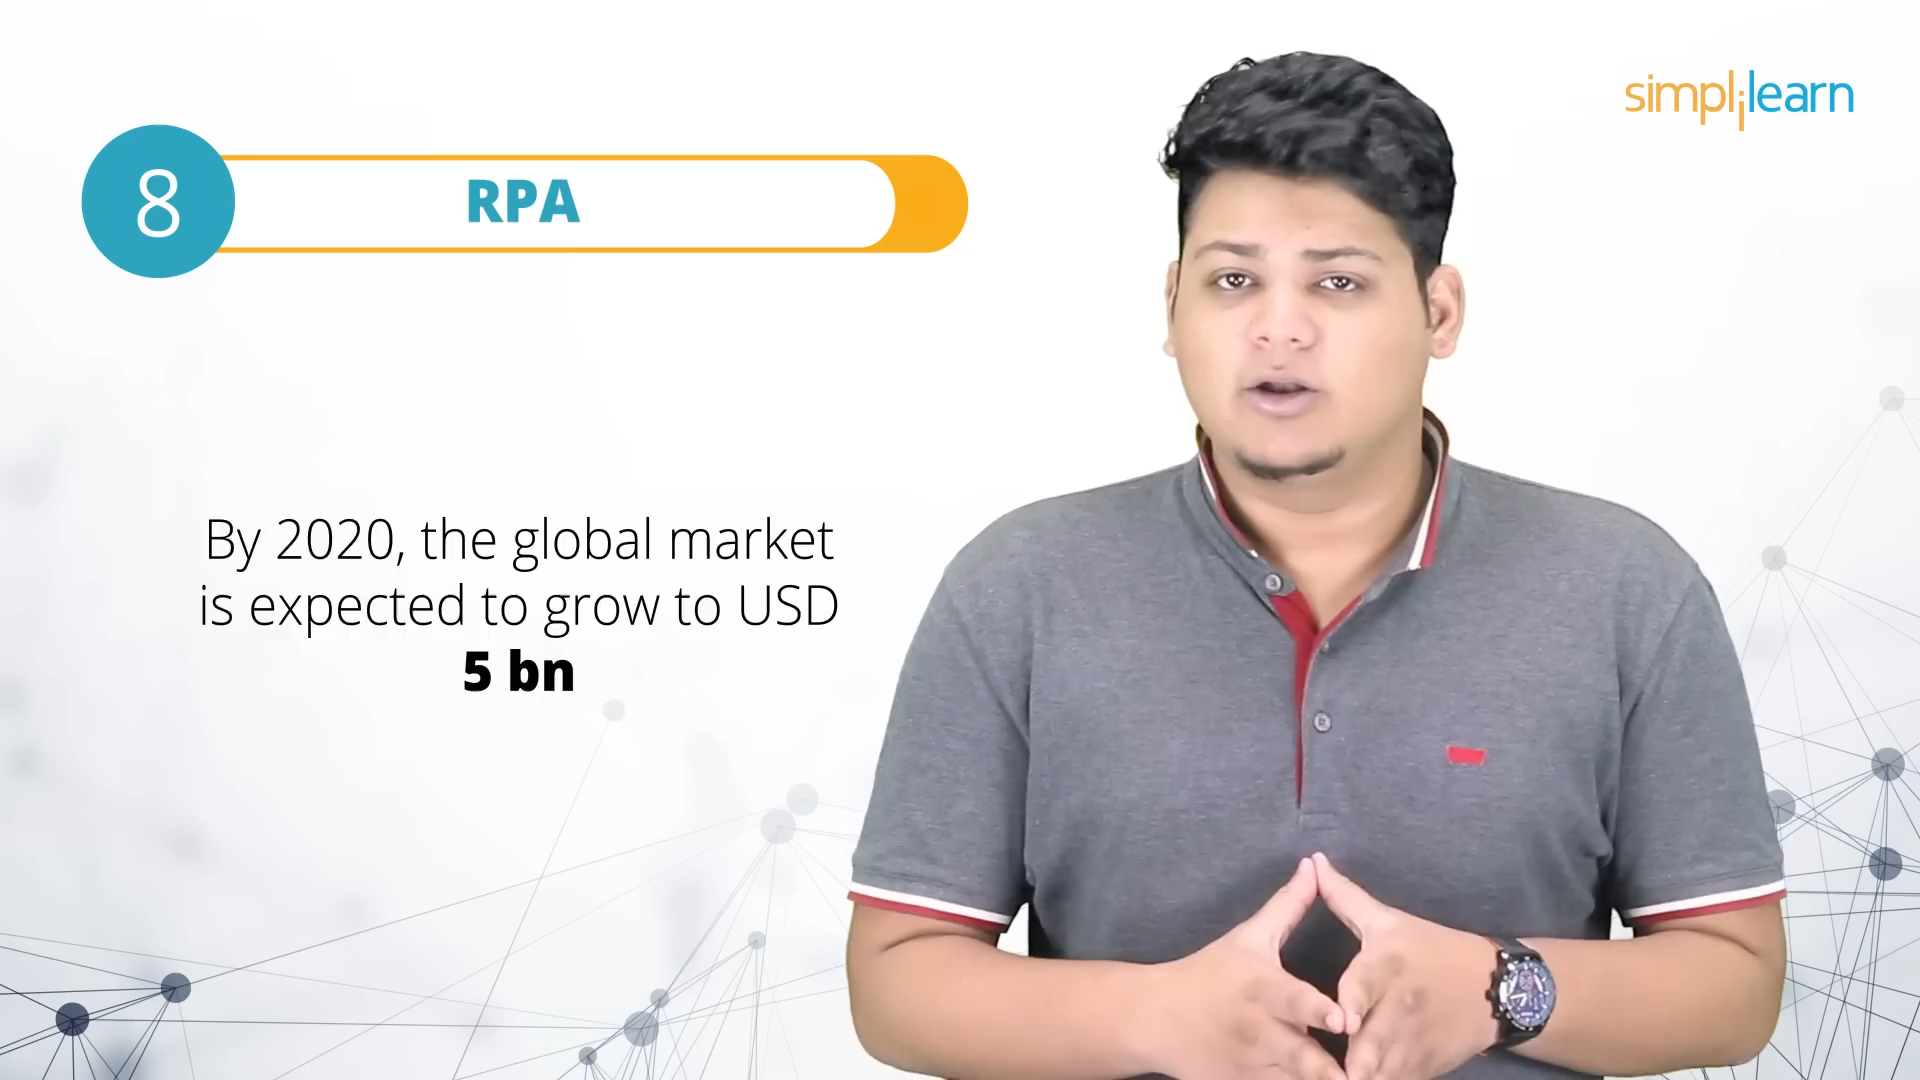 simplilearn
8
RPA
By 2020, the global market
is expected to grow to USD
5 bn